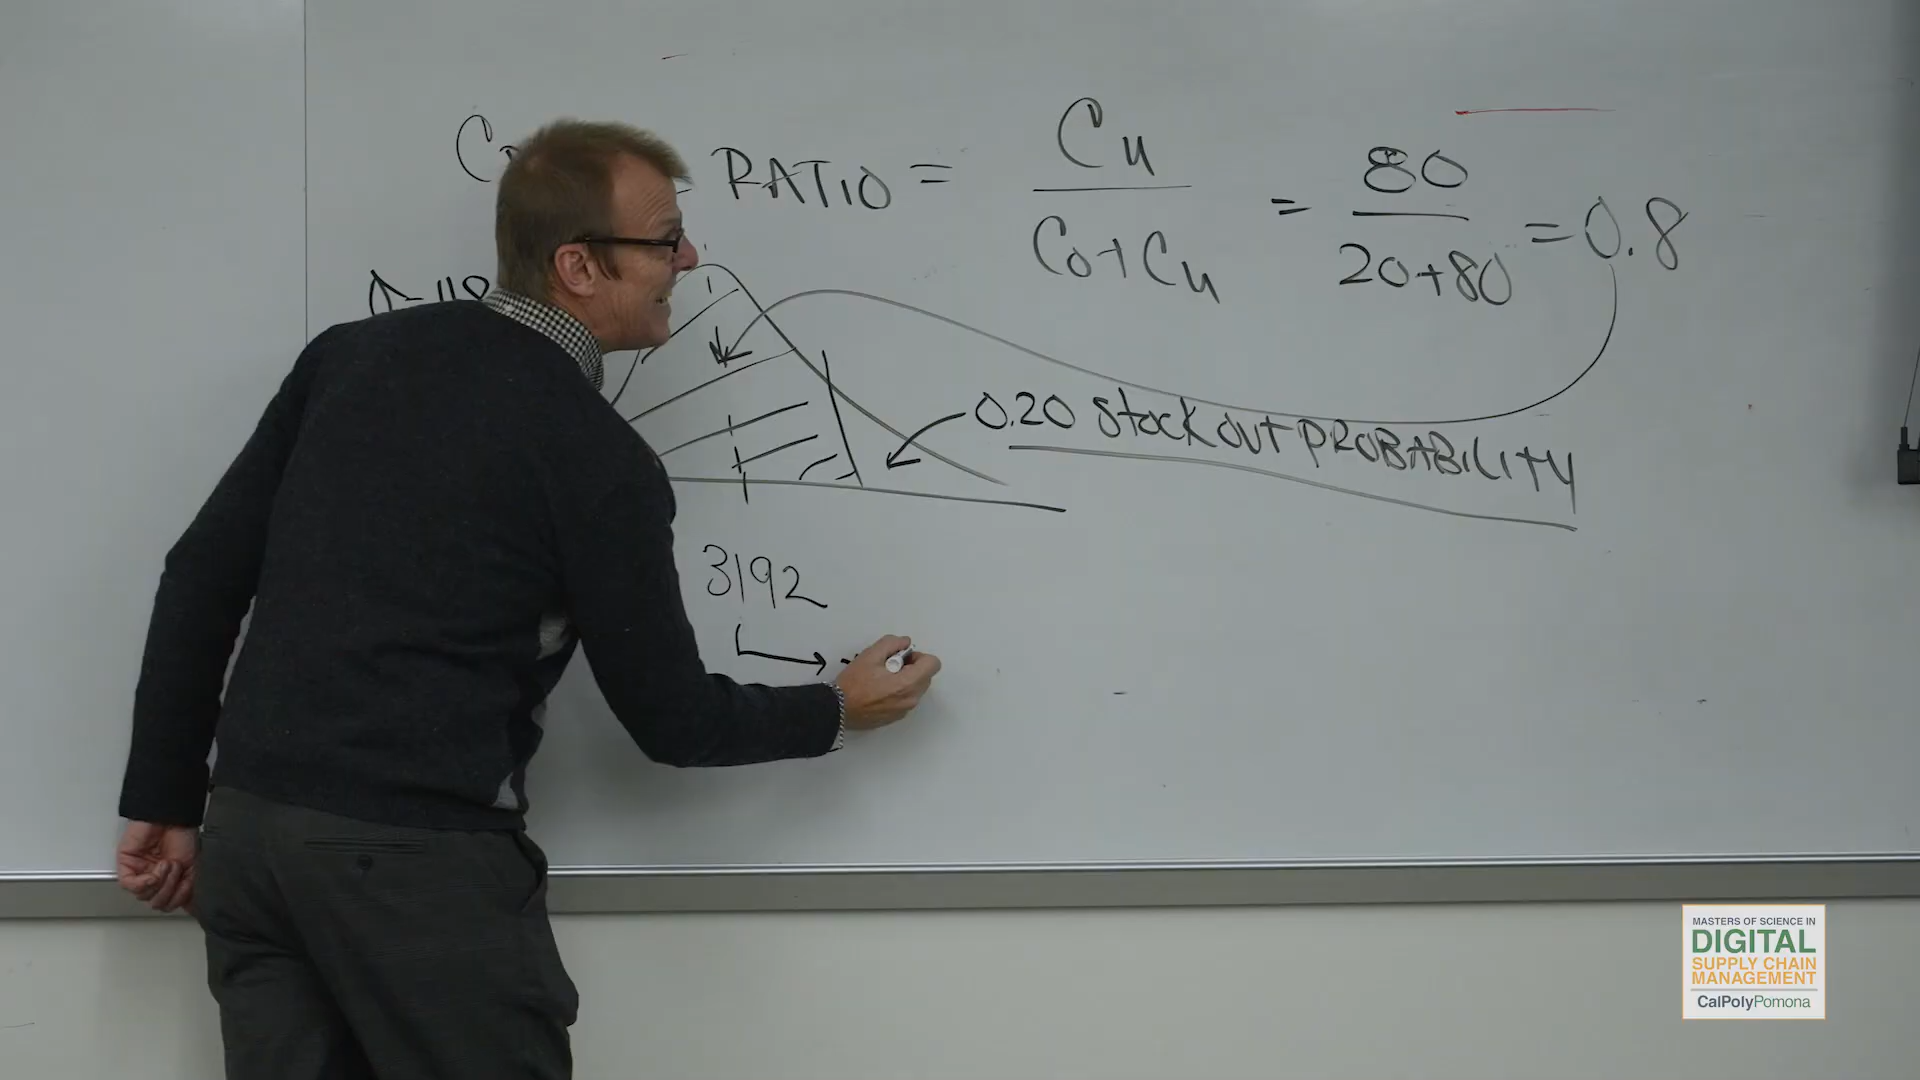 RATIO = Cu / Co+Cu = 80 / 20+80 = 0.8
0.20 Stock out PROBABILITY
3192
MASTERS OF SCIENCE IN
DIGITAL
SUPPLY CHAIN
MANAGEMENT
CalPolyPomona